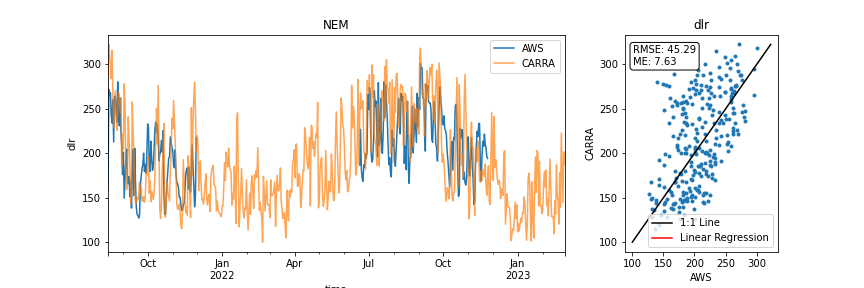 NEM
dlr
300
250
200
150
100
dlr
AWS
CARRA
Oct
Jan
2022
Apr
Jul
Oct
Jan
2023
time
dlr
RMSE: 45.29
ME: 7.63
300
250
200
150
100
CARRA
1:1 Line
Linear Regression
100
150
200
250
300
AWS